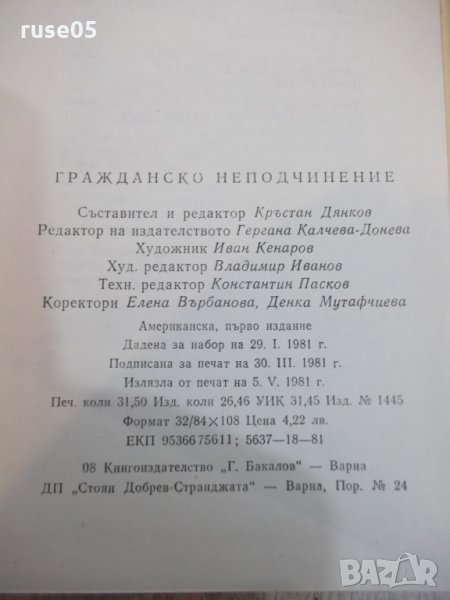 ruse05
ГРАЖДАНСКО НЕПОДЧИНЕНИЕ
Съставител и редактор Кръстан Дянков
Редактор на издателството Гергана Калчева-Донева
Художник Иван Кенаров
Худ. редактор Владимир Иванов
Техн. редактор Константин Пасков
Коректори Елена Върбанова, Денка Мутафчиева
Американска, първо издание
Дадена за набор на 29. I. 1981 г.
Подписана за печат на 30. III. 1981 г.
Излязла от печат на 5. V. 1981 г.
Печ. коли 31,50 Изд. коли 26,46 УИК 31,45 Изд. № 1445
Формат 32/84×108 Цена 4,22 лв.
ЕКП 9536675611; 5637—18—81
08 Книгоиздателство „Г. Бакалов" — Варна
ДП „Стоян Добрев-Странджата" — Варна, Пор. № 24
BAZAR